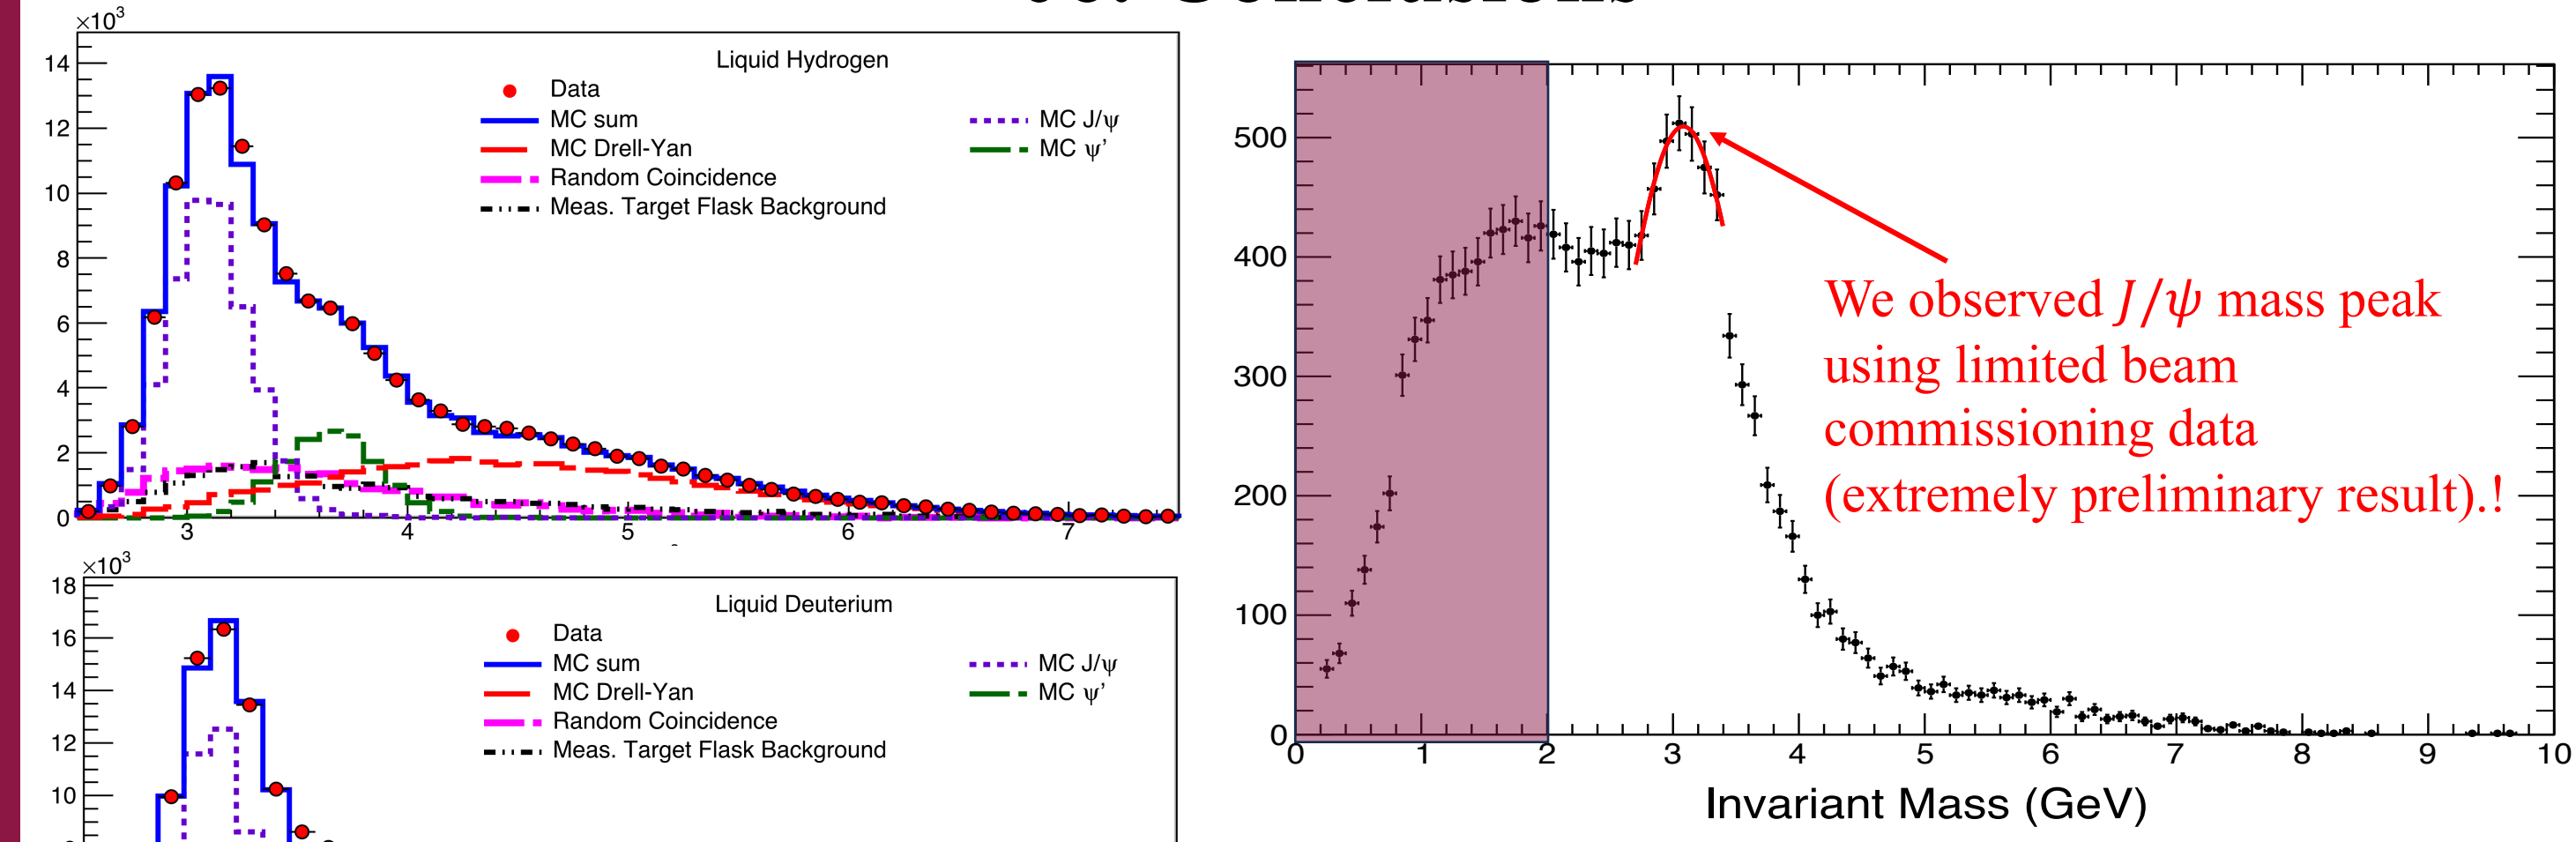 ×10³
14
12
10
8
6
4
2
0
3
4
5
6
7
Liquid Hydrogen
Data
MC sum
MC Drell-Yan
Random Coincidence
Meas. Target Flask Background
MC J/ψ
MC ψ'
×10³
18
16
14
12
10
Liquid Deuterium
Data
MC sum
MC Drell-Yan
Random Coincidence
Meas. Target Flask Background
MC J/ψ
MC ψ'
500
400
300
200
100
0
0 1 2 3 4 5 6 7 8 9 10
Invariant Mass (GeV)
We observed J/ψ mass peak
using limited beam
commissioning data
(extremely preliminary result).!